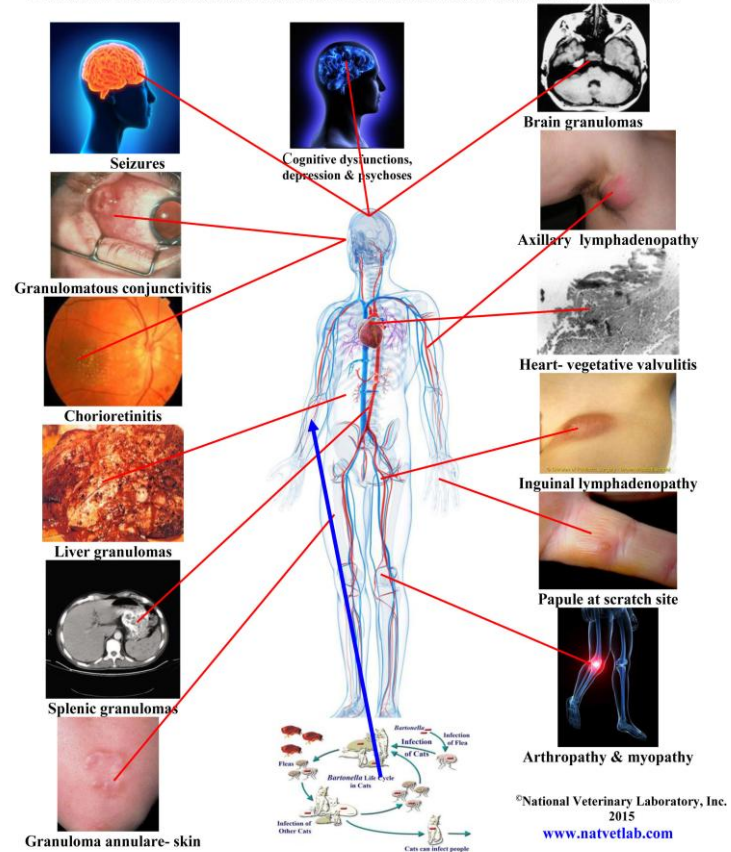 Seizures
Cognitive dysfunctions,
depression & psychoses
Brain granulomas
Axillary lymphadenopathy
Granulomatous conjunctivitis
Heart- vegetative valvulitis
Chorioretinitis
Inguinal lymphadenopathy
Liver granulomas
Papule at scratch site
Splenic granulomas
Arthropathy & myopathy
Granuloma annulare- skin
R
Bartonella
Infection
of Flea
Infection
of Cats
Fleas
Bartonella Life Cycle
in Cats
Infection of
Other Cats
Cats can infect people
©National Veterinary Laboratory, Inc.
2015
www.natvetlab.com